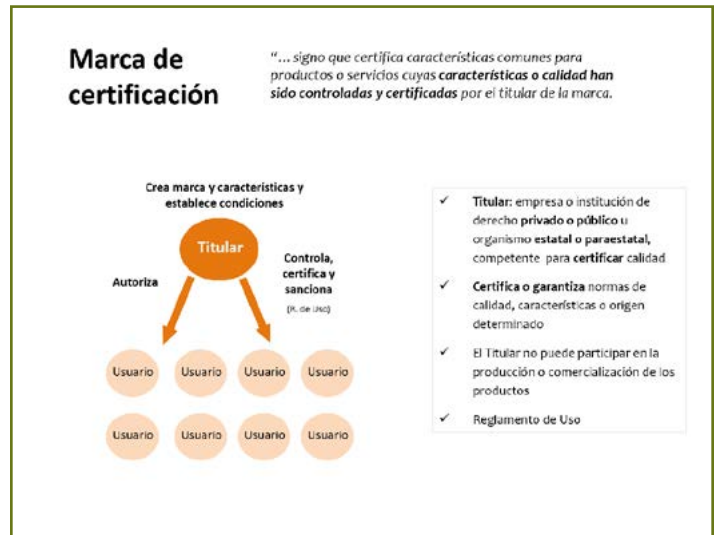 Marca de
certificación
“... signo que certifica características comunes para
productos o servicios cuyas características o calidad han
sido controladas y certificadas por el titular de la marca.
Crea marca y características y
establece condiciones
Titular
Autoriza
Controla,
certifica y
sanciona
(R. de Uso)
Usuario Usuario Usuario Usuario
Usuario Usuario Usuario Usuario
✓ Titular: empresa o institución de
derecho privado o público u
organismo estatal o paraestatal,
competente para certificar calidad
✓ Certifica o garantiza normas de
calidad, características o origen
determinado
✓ El Titular no puede participar en la
producción o comercialización de los
productos
✓ Reglamento de Uso